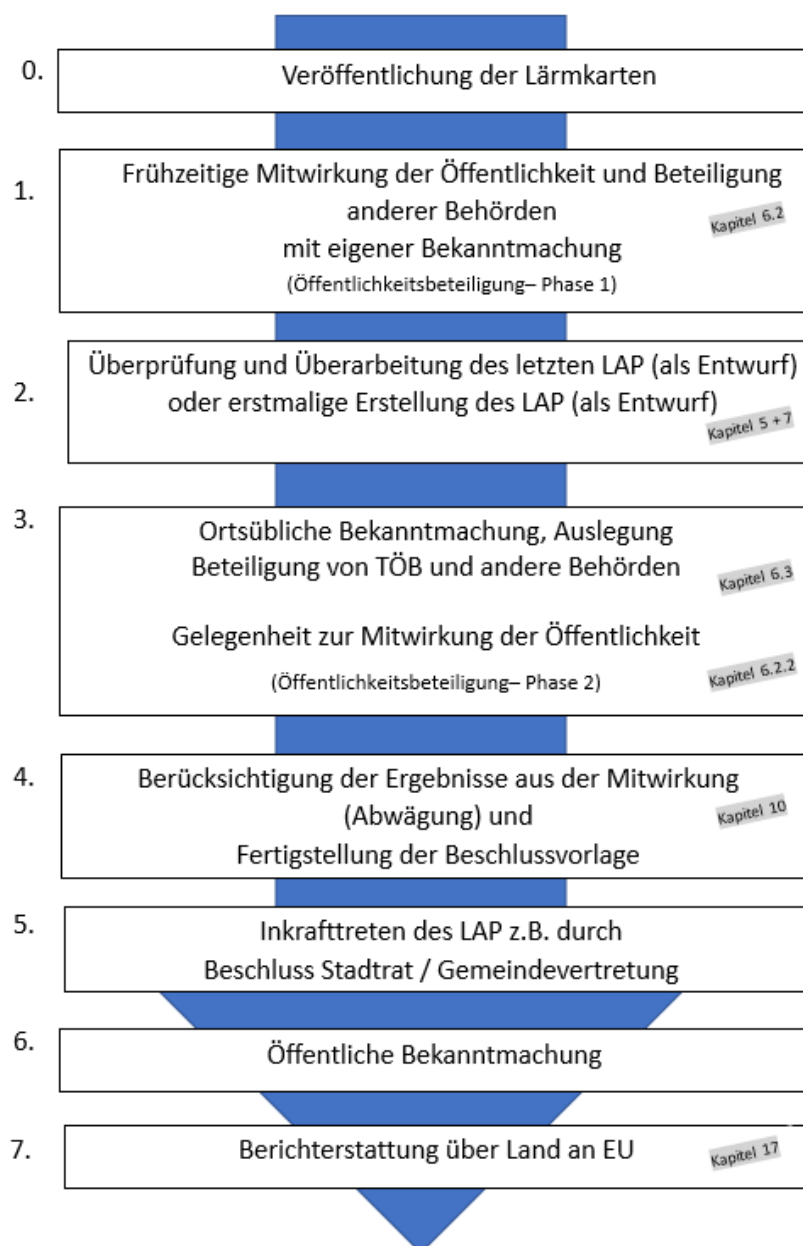 0.
Veröffentlichung der Lärmkarten
1.
Frühzeitige Mitwirkung der Öffentlichkeit und Beteiligung
anderer Behörden
Kapitel 6.2
mit eigener Bekanntmachung
(Öffentlichkeitsbeteiligung– Phase 1)
2.
Überprüfung und Überarbeitung des letzten LAP (als Entwurf)
oder erstmalige Erstellung des LAP (als Entwurf)
Kapitel 5 + 7
3.
Ortsübliche Bekanntmachung, Auslegung
Beteiligung von TÖB und andere Behörden
Kapitel 6.3
Gelegenheit zur Mitwirkung der Öffentlichkeit
(Öffentlichkeitsbeteiligung– Phase 2)
Kapitel 6.2.2
4.
Berücksichtigung der Ergebnisse aus der Mitwirkung
(Abwägung) und
Kapitel 10
Fertigstellung der Beschlussvorlage
5.
Inkrafttreten des LAP z.B. durch
Beschluss Stadtrat / Gemeindevertretung
6.
Öffentliche Bekanntmachung
7.
Berichterstattung über Land an EU
Kapitel 17